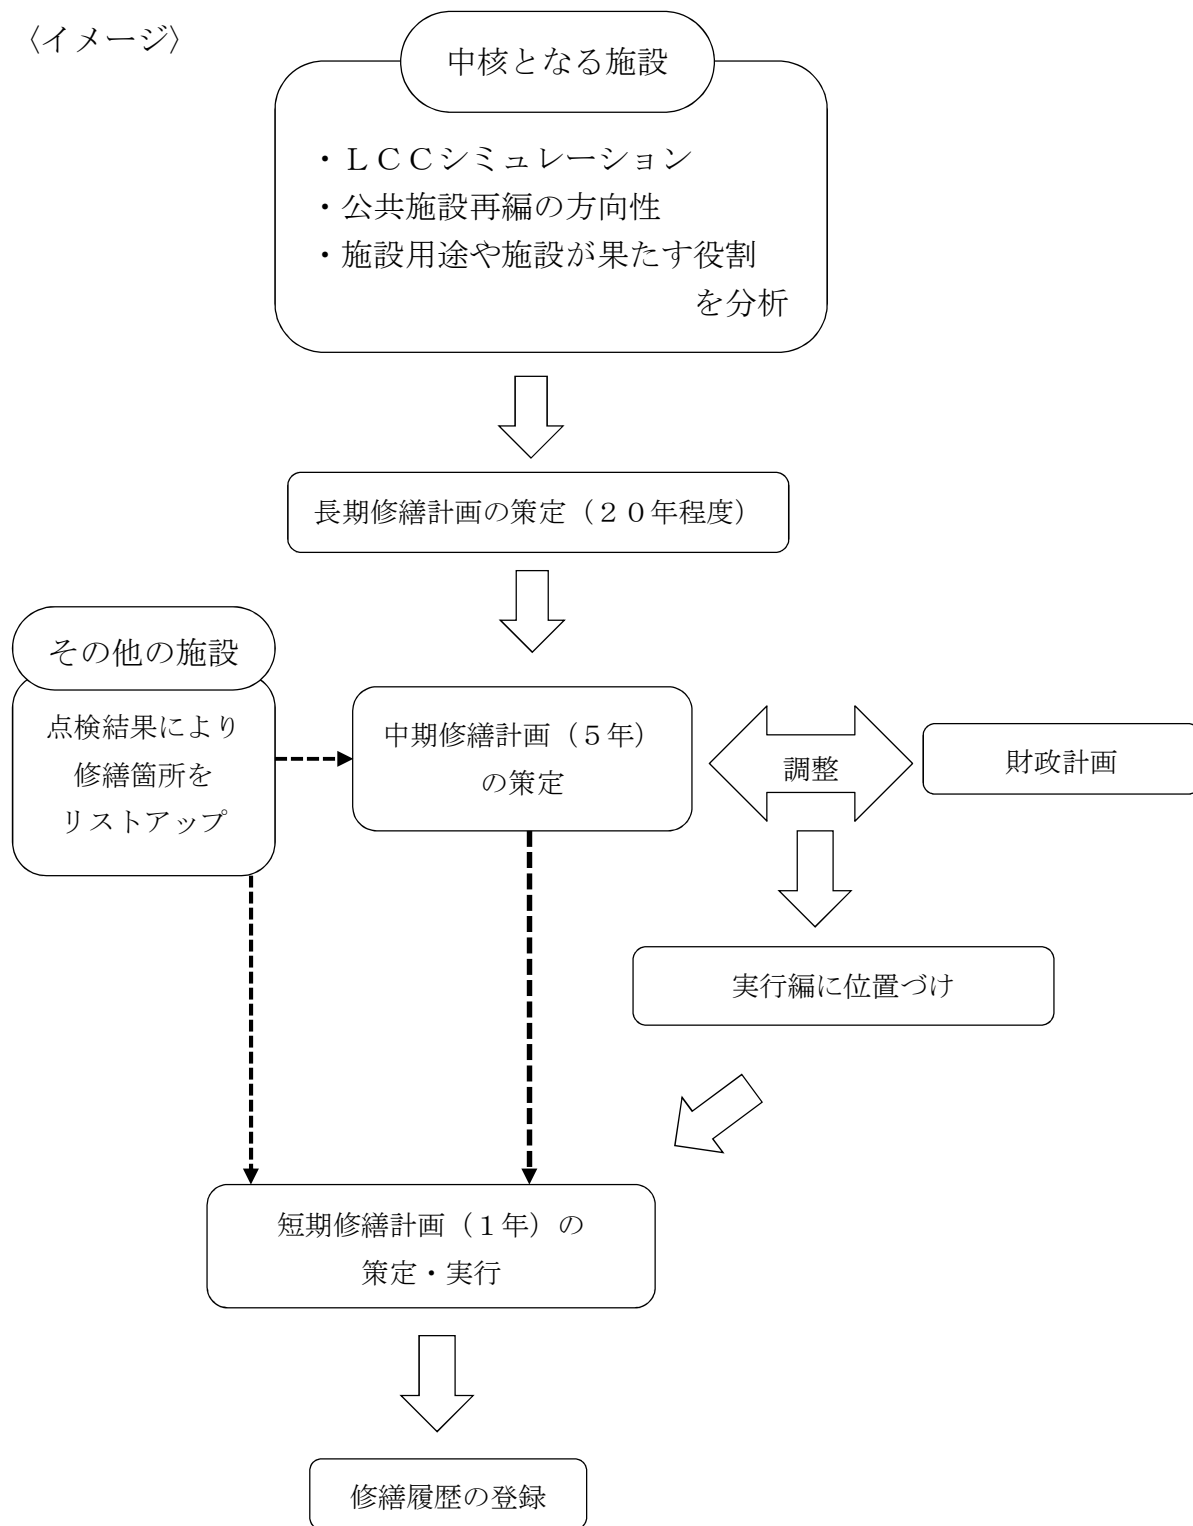 〈イメージ〉
中核となる施設
・ＬＣＣシミュレーション
・公共施設再編の方向性
・施設用途や施設が果たす役割
を分析
長期修繕計画の策定（２０年程度）
その他の施設
点検結果により
修繕箇所を
リストアップ
中期修繕計画（５年）
の策定
調整
財政計画
実行編に位置づけ
短期修繕計画（１年）の
策定・実行
修繕履歴の登録